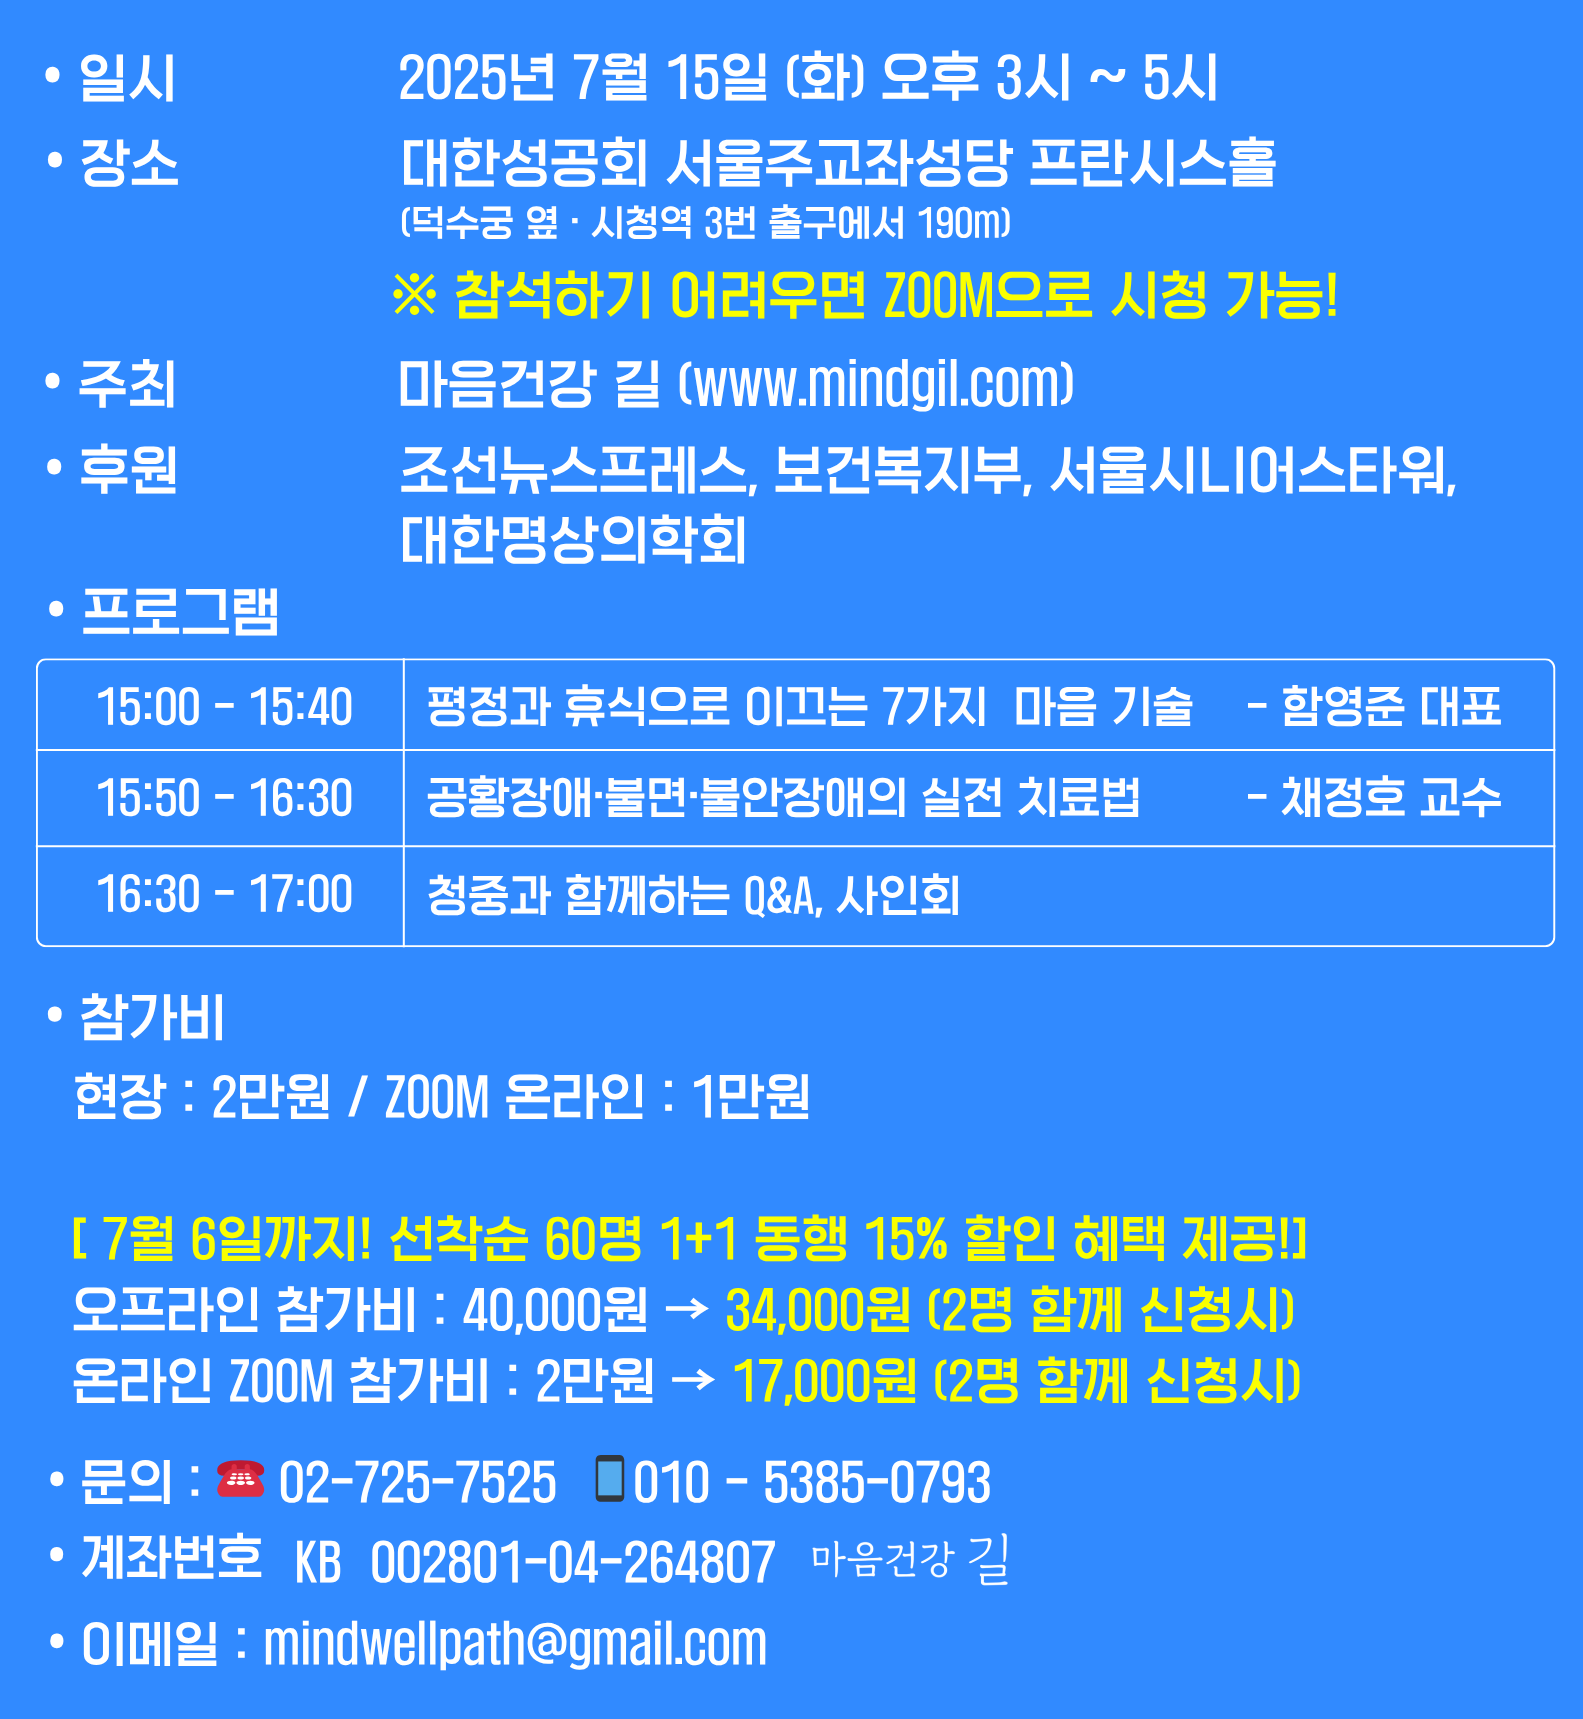 • 일시 2025년 7월 15일 (화) 오후 3시 ~ 5시
• 장소 대한성공회 서울주교좌성당 프란시스홀
(덕수궁 옆 · 시청역 3번 출구에서 190m)
※ 참석하기 어려우면 ZOOM으로 시청 가능!
• 주최 마음건강 길 (www.mindgil.com)
• 후원 조선뉴스프레스, 보건복지부, 서울시니어스타워,
대한명상의학회
• 프로그램
15:00 - 15:40 평정과 휴식으로 이끄는 7가지 마음 기술 - 함영준 대표
15:50 - 16:30 공황장애·불면·불안장애의 실전 치료법 - 채정호 교수
16:30 - 17:00 청중과 함께하는 Q&A, 사인회
• 참가비
현장 : 2만원 / ZOOM 온라인 : 1만원
[ 7월 6일까지! 선착순 60명 1+1 동행 15% 할인 혜택 제공!]
오프라인 참가비 : 40,000원 → 34,000원 (2명 함께 신청시)
온라인 ZOOM 참가비 : 2만원 → 17,000원 (2명 함께 신청시)
• 문의 : ☎ 02-725-7525 📱 010 - 5385-0793
• 계좌번호 KB 002801-04-264807 마음건강 길
• 이메일 : mindwellpath@gmail.com